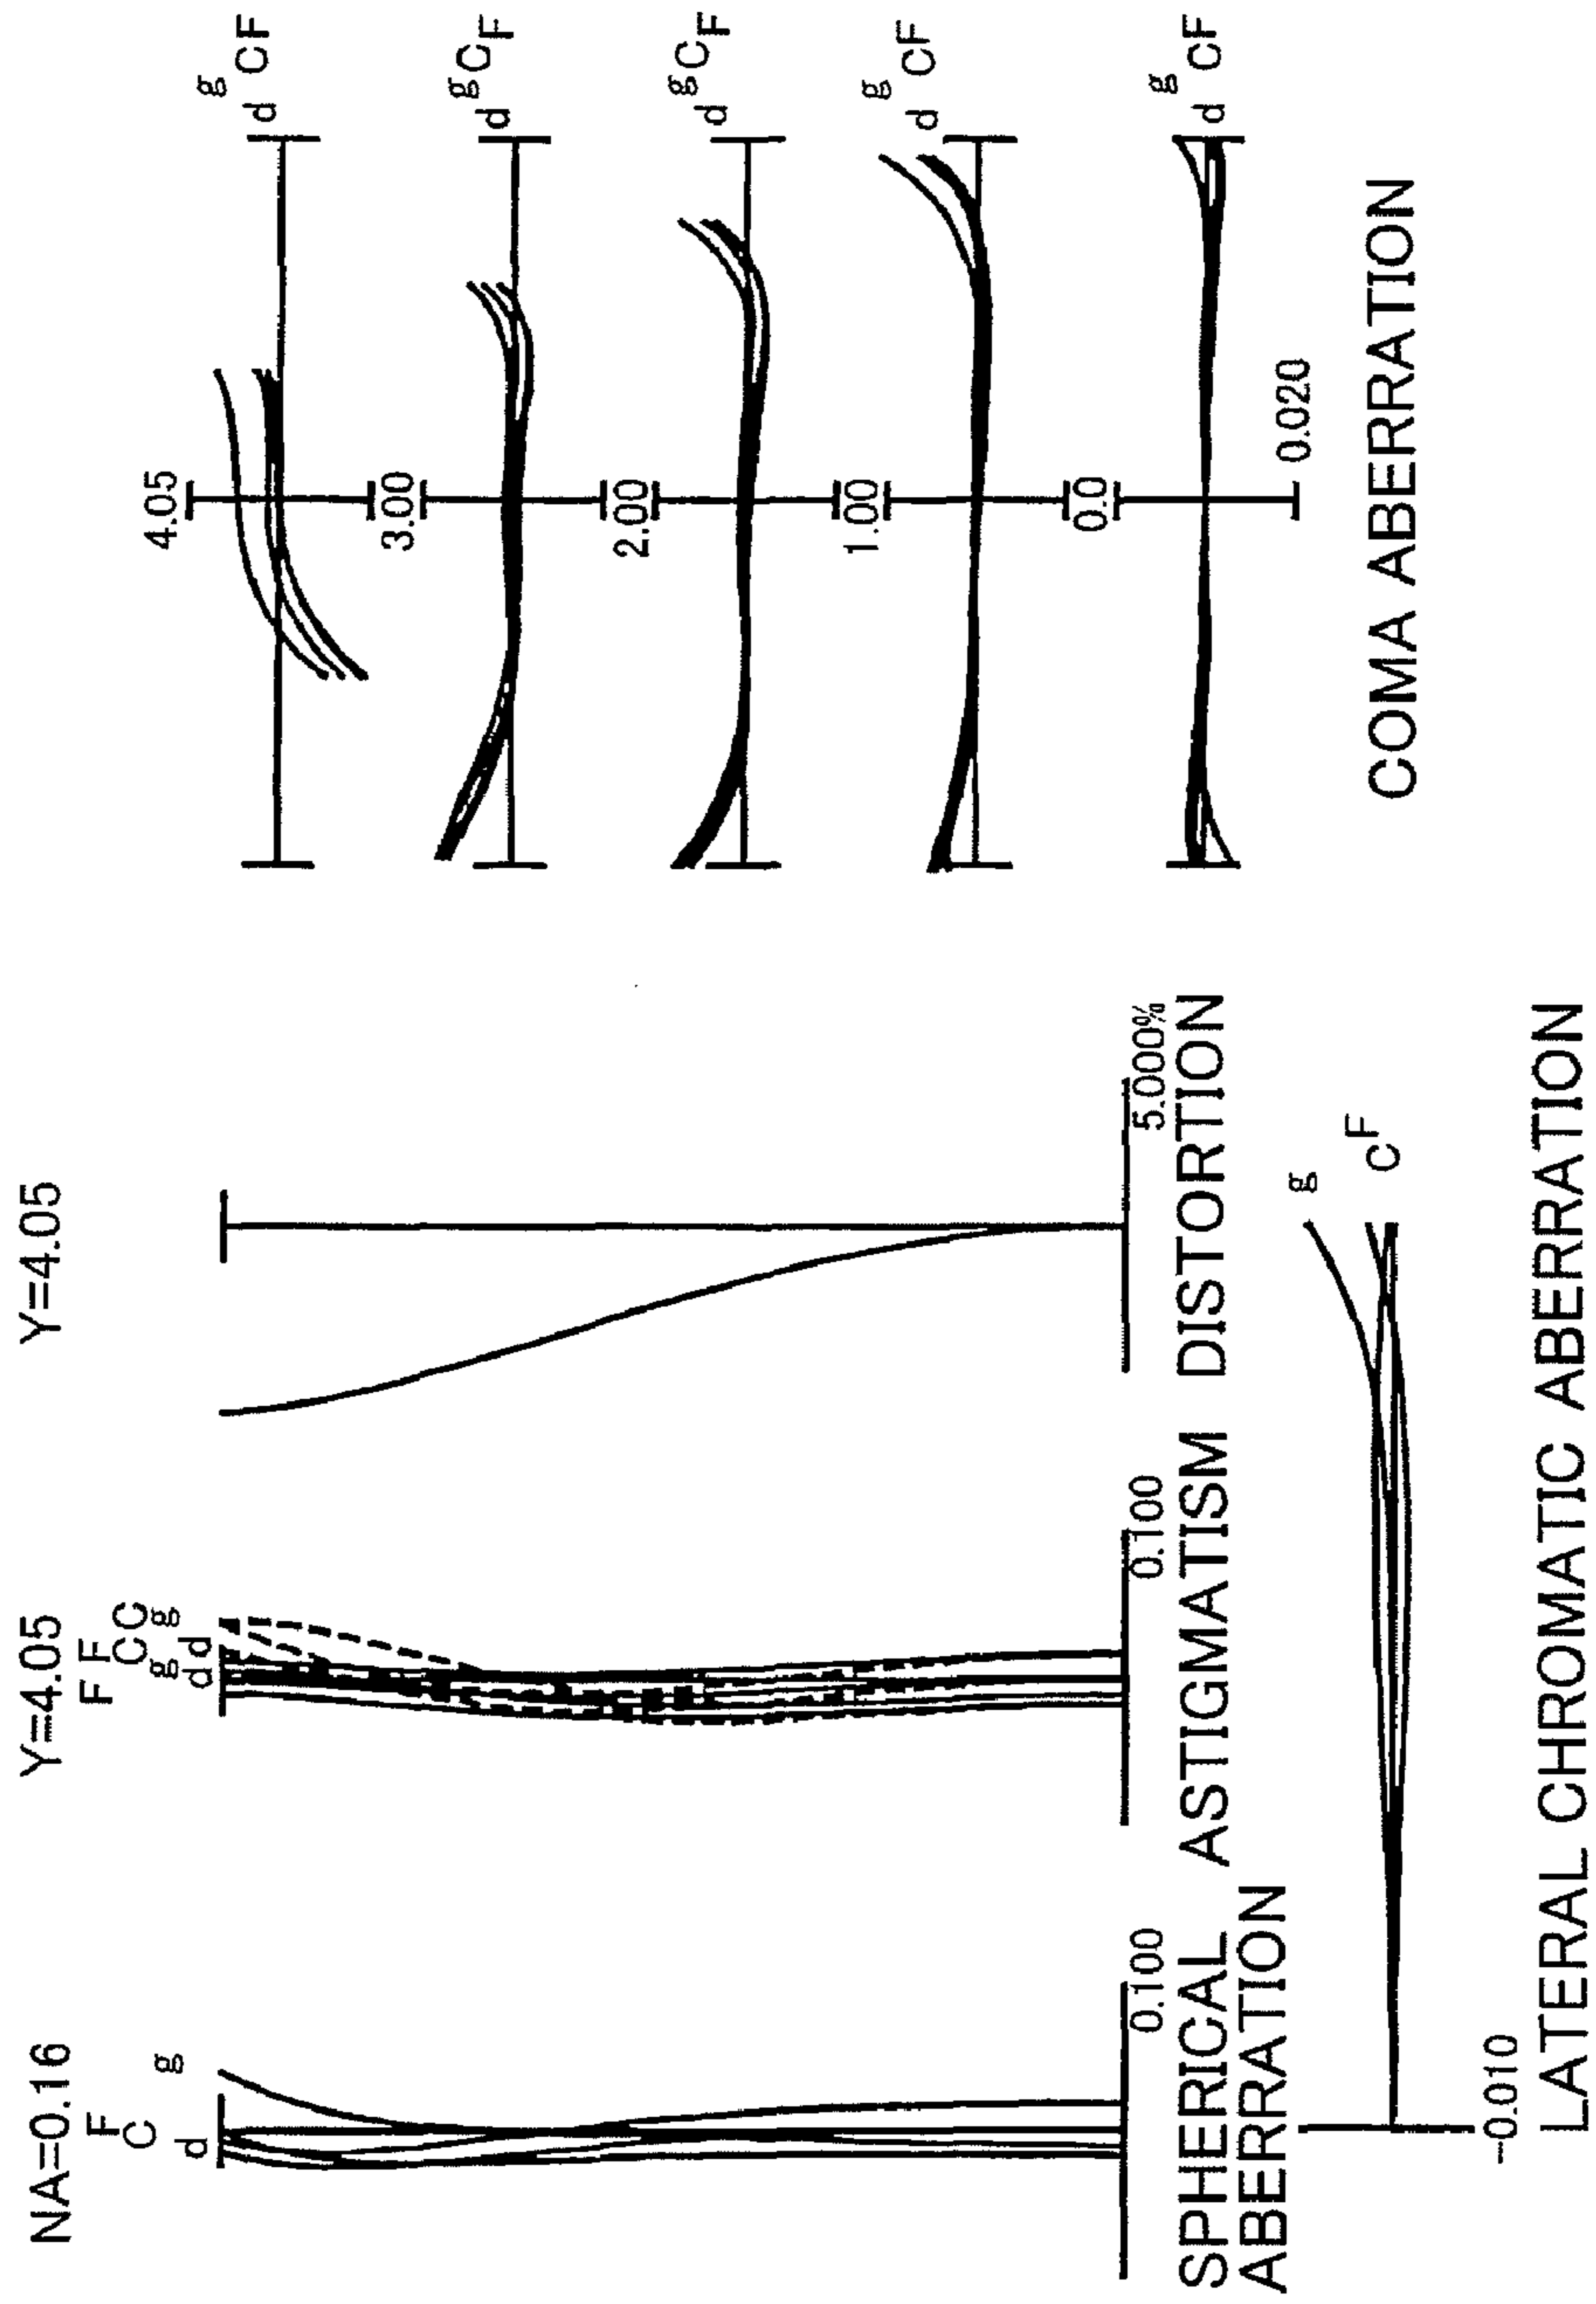 NA=0.16
F
C
g
d
0.100
SPHERICAL
ABERRATION
Y=4.05
F F C
g
C
g d
d
0.100
ASTIGMATISM
Y=4.05
5.000%
DISTORTION
g
C F
-0.010
LATERAL CHROMATIC ABERRATION
4.05
g
d CF
3.00
g
d CF
2.00
g
d CF
1.00
g
d CF
0.0
g
d CF
0.020
COMA ABERRATION